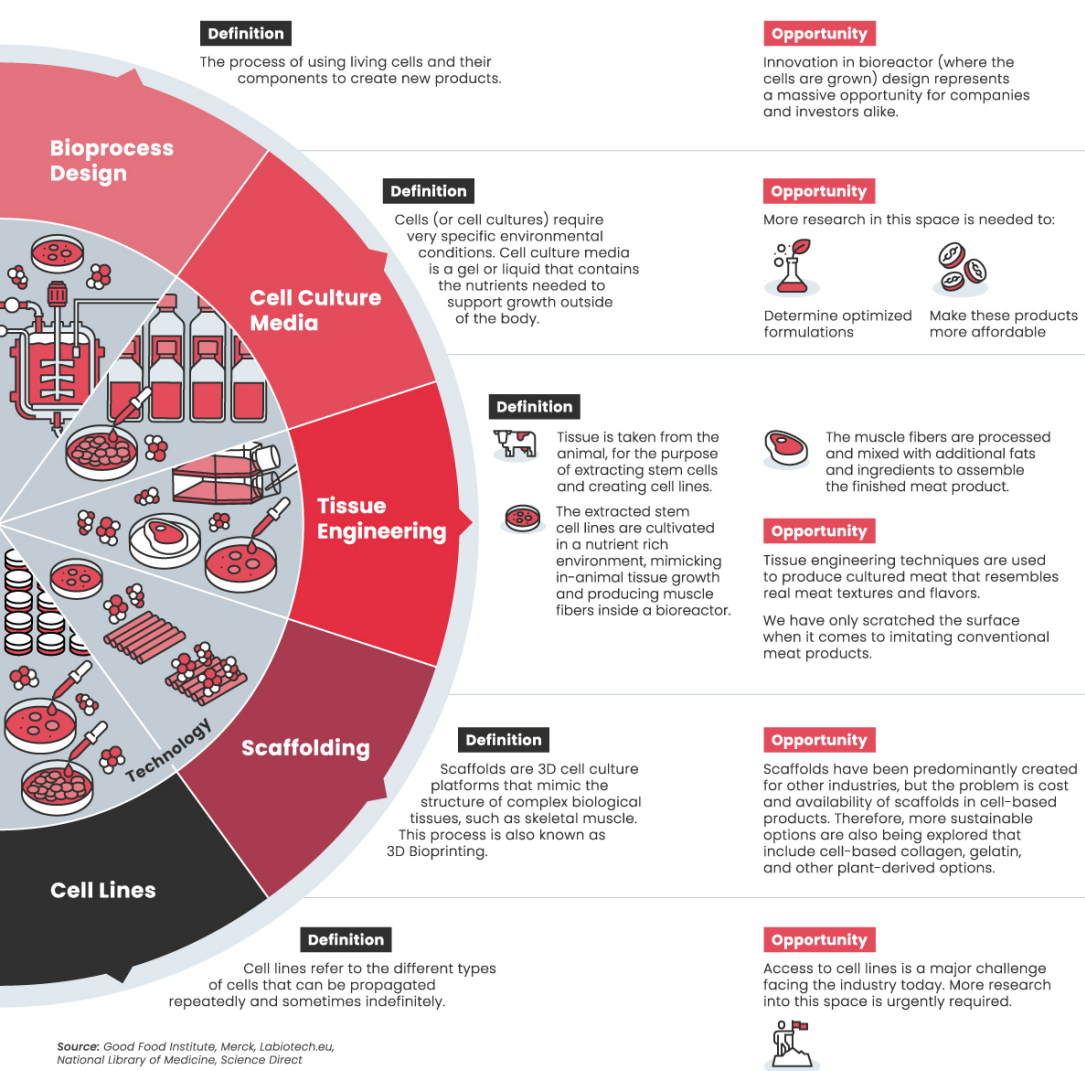 Definition
The process of using living cells and their
components to create new products.
Opportunity
Innovation in bioreactor (where the
cells are grown) design represents
a massive opportunity for companies
and investors alike.
Bioprocess
Design
Definition
Cells (or cell cultures) require
very specific environmental
conditions. Cell culture media
is a gel or liquid that contains
the nutrients needed to
support growth outside
of the body.
Opportunity
More research in this space is needed to:
Determine optimized
formulations
Make these products
more affordable
Cell Culture
Media
Definition
Tissue is taken from the
animal, for the purpose
of extracting stem cells
and creating cell lines.
The extracted stem
cell lines are cultivated
in a nutrient rich
environment, mimicking
in-animal tissue growth
and producing muscle
fibers inside a bioreactor.
The muscle fibers are processed
and mixed with additional fats
and ingredients to assemble
the finished meat product.
Opportunity
Tissue engineering techniques are used
to produce cultured meat that resembles
real meat textures and flavors.
We have only scratched the surface
when it comes to imitating conventional
meat products.
Tissue
Engineering
Technology
Scaffolding
Definition
Scaffolds are 3D cell culture
platforms that mimic the
structure of complex biological
tissues, such as skeletal muscle.
This process is also known as
3D Bioprinting.
Opportunity
Scaffolds have been predominantly created
for other industries, but the problem is cost
and availability of scaffolds in cell-based
products. Therefore, more sustainable
options are also being explored that
include cell-based collagen, gelatin,
and other plant-derived options.
Cell Lines
Definition
Cell lines refer to the different types
of cells that can be propagated
repeatedly and sometimes indefinitely.
Opportunity
Access to cell lines is a major challenge
facing the industry today. More research
into this space is urgently required.
Source: Good Food Institute, Merck, Labiotech.eu,
National Library of Medicine, Science Direct